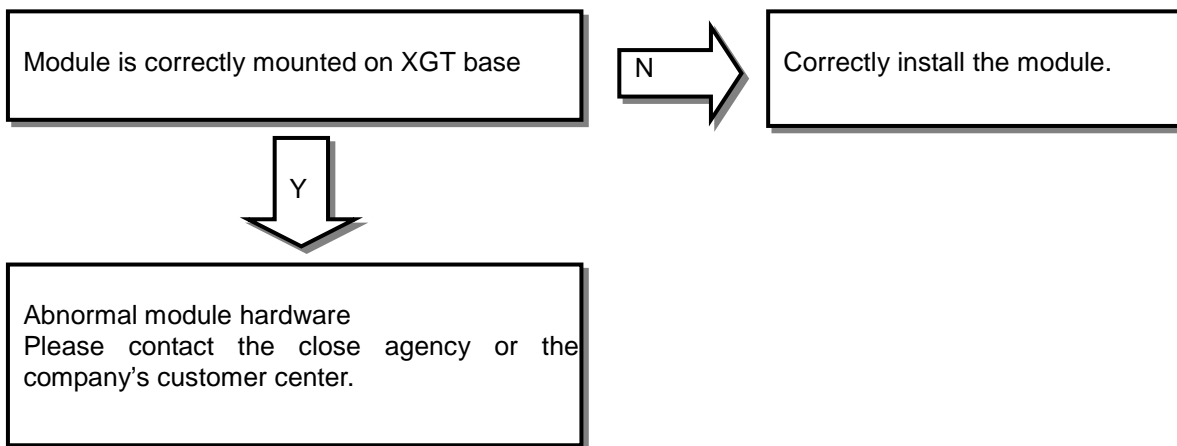 Module is correctly mounted on XGT base
N
Correctly install the module.
Y
Abnormal module hardware
Please contact the close agency or the
company's customer center.